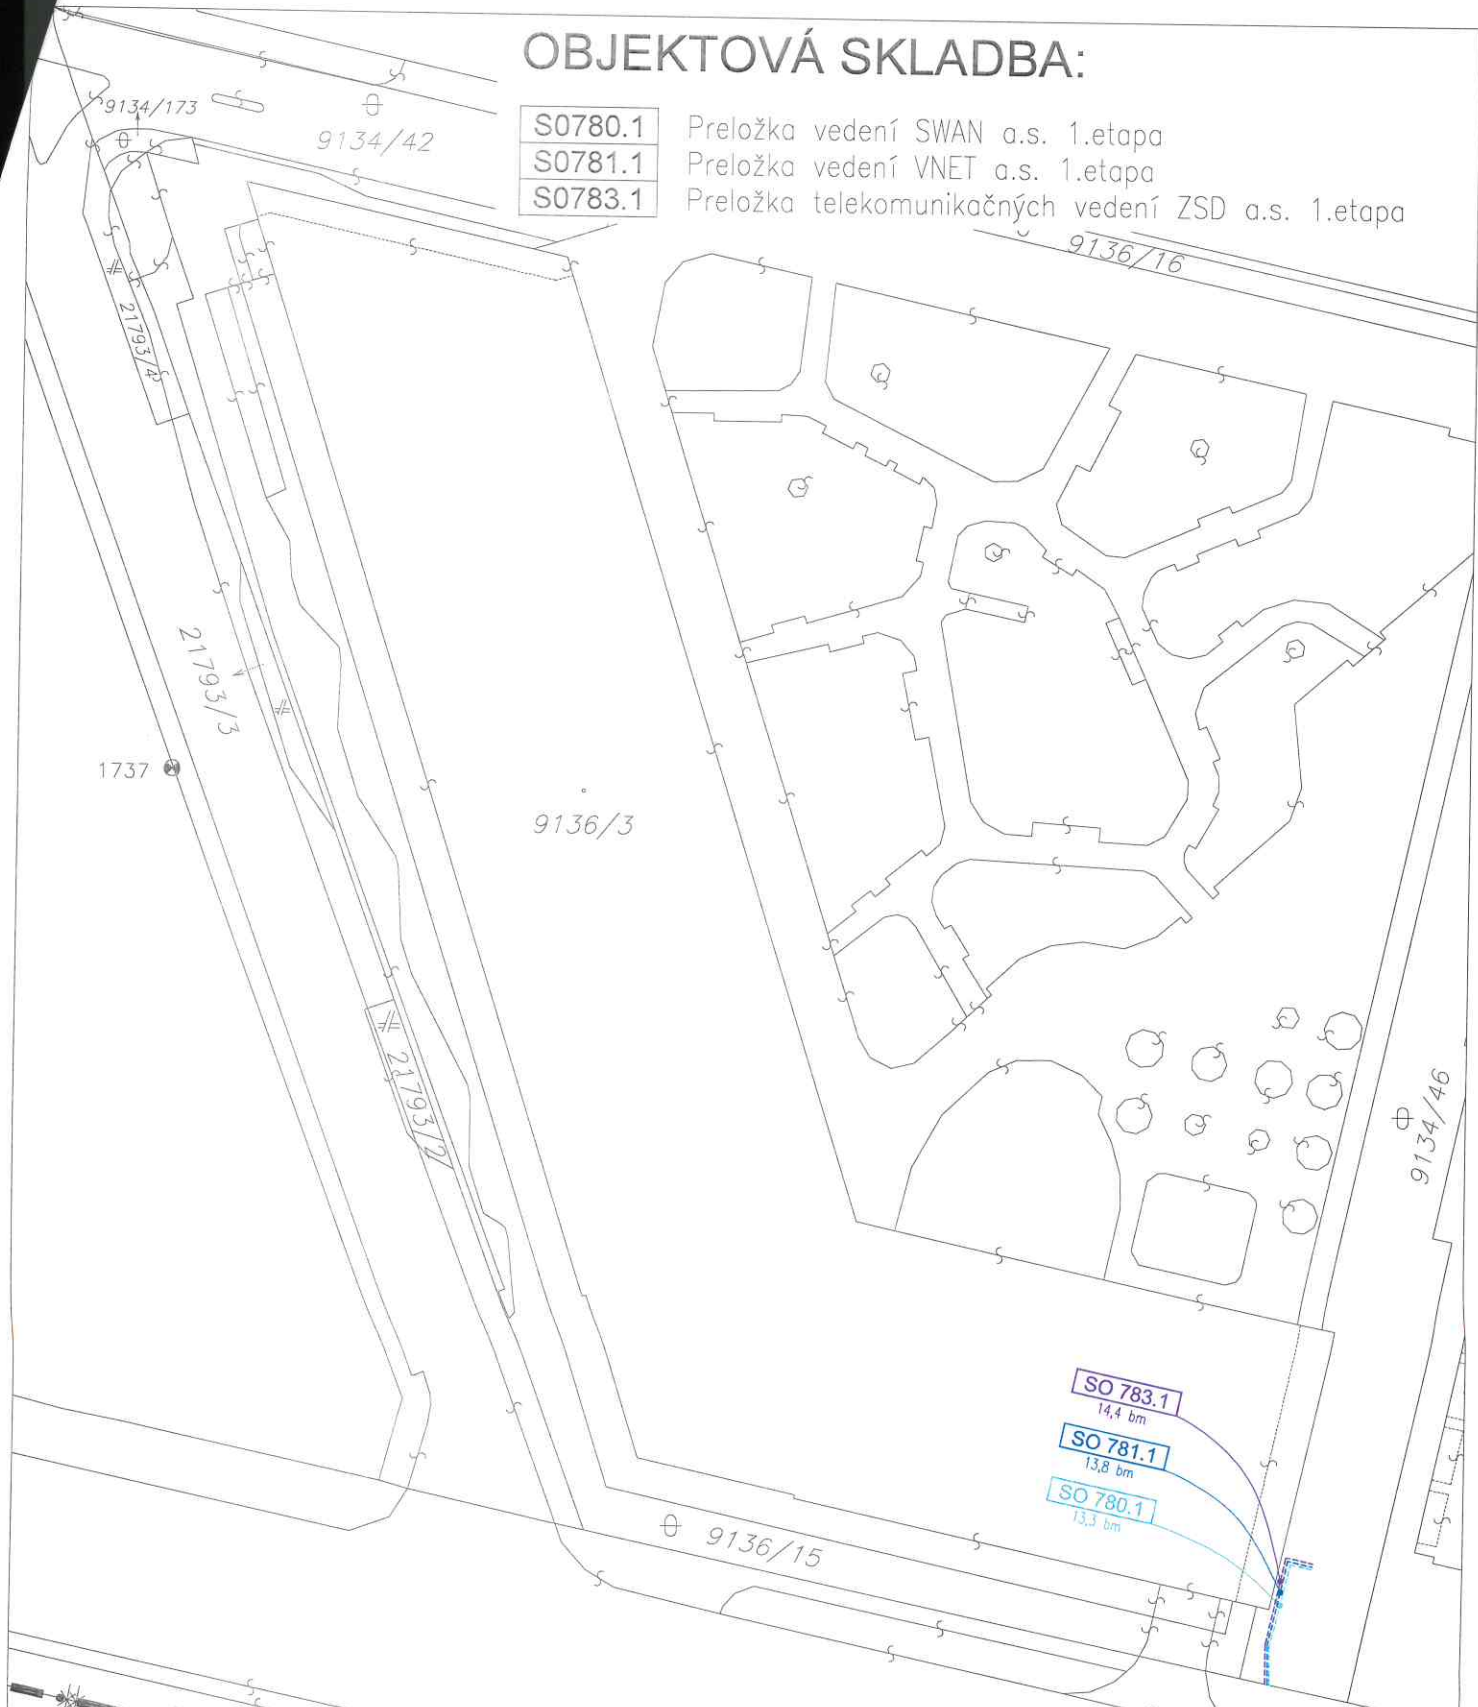 OBJEKTOVÁ SKLADBA:
S0780.1 Preložka vedení SWAN a.s. 1.etapa
S0781.1 Preložka vedení VNET a.s. 1.etapa
S0783.1 Preložka telekomunikačných vedení ZSD a.s. 1.etapa
9134/173
9134/42
9136/16
21793/4
21793/3
1737
9136/3
21793/2
9134/46
SO 783.1
14,4 bm
SO 781.1
13,8 bm
SO 780.1
13,3 bm
9136/15